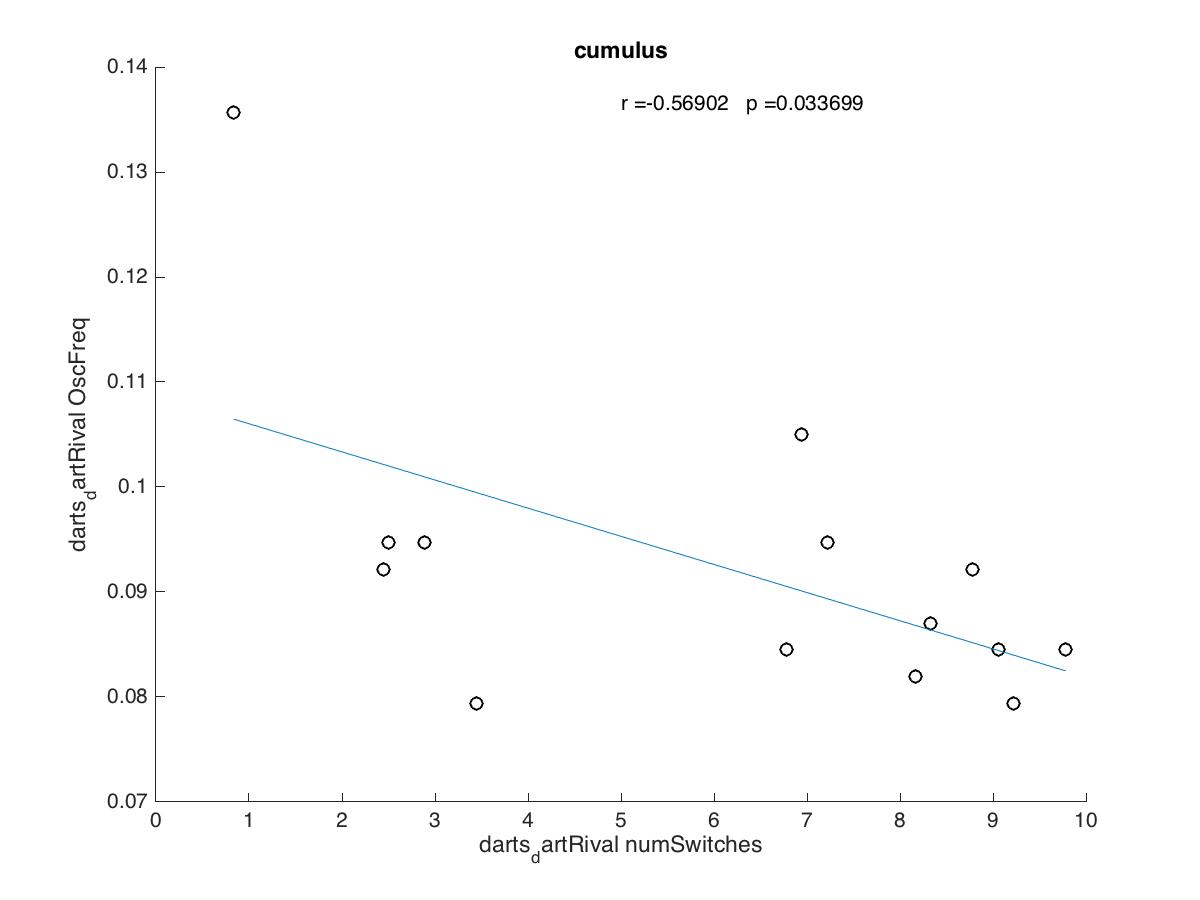 cumulus
r =-0.56902 p =0.033699
0.14
0.13
0.12
0.11
0.1
0.09
0.08
0.07
darts_dartRival OscFreq
0 1 2 3 4 5 6 7 8 9 10
darts_dartRival numSwitches